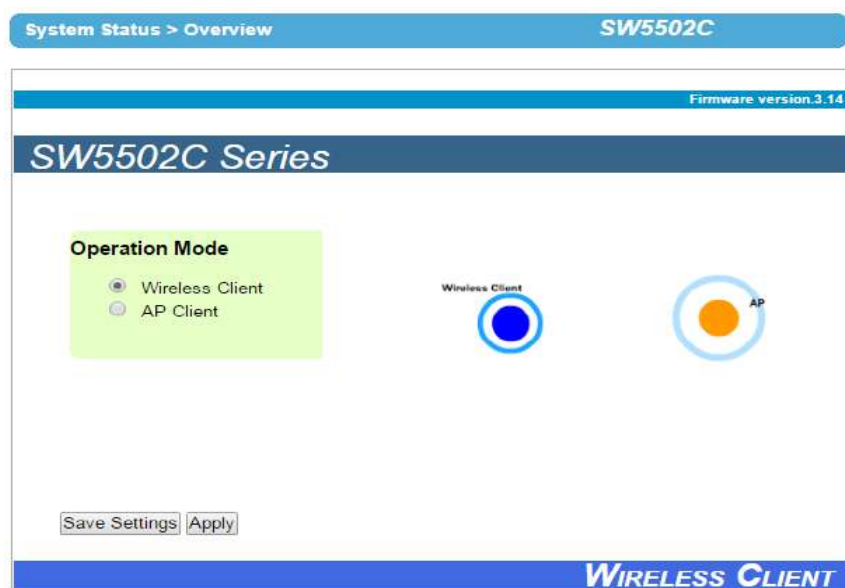 System Status > Overview
SW5502C
Firmware version.3.14
SW5502C Series
Operation Mode
Wireless Client
AP Client
Wireless Client
AP
Save Settings Apply
WIRELESS CLIENT